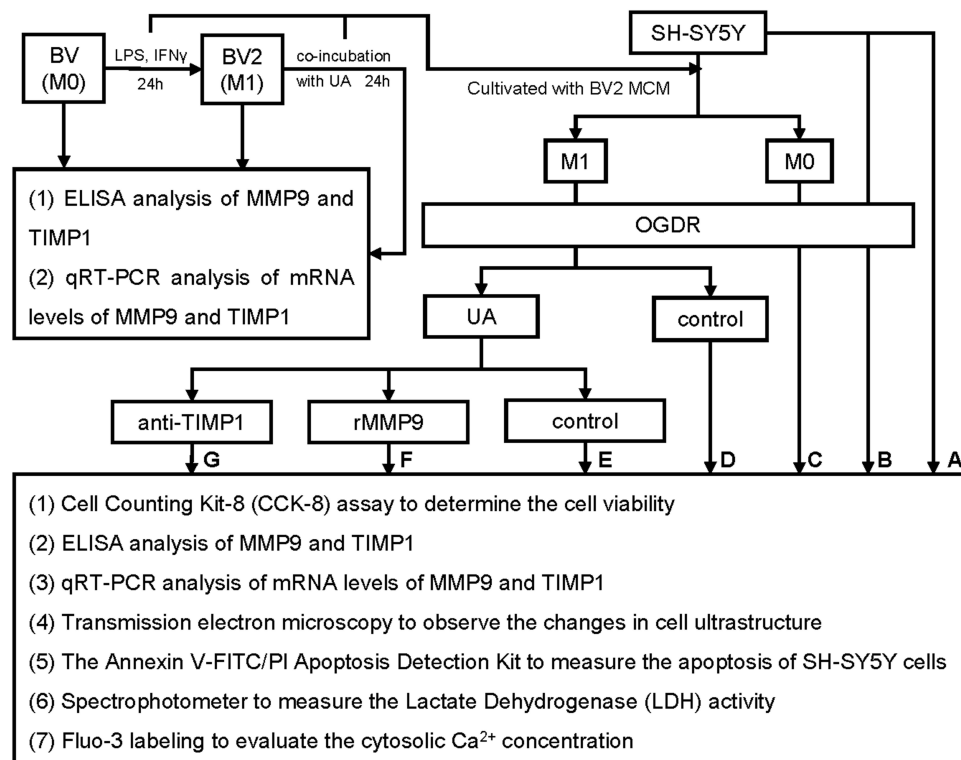 BV
(M0)
LPS, IFNγ
24h
BV2
(M1)
co-incubation
with UA 24h
SH-SY5Y
Cultivated with BV2 MCM
M1
M0
(1) ELISA analysis of MMP9 and
TIMP1
(2) qRT-PCR analysis of mRNA
levels of MMP9 and TIMP1
OGDR
UA
control
anti-TIMP1
rMMP9
control
G
F
E
D
C
B
A
(1) Cell Counting Kit-8 (CCK-8) assay to determine the cell viability
(2) ELISA analysis of MMP9 and TIMP1
(3) qRT-PCR analysis of mRNA levels of MMP9 and TIMP1
(4) Transmission electron microscopy to observe the changes in cell ultrastructure
(5) The Annexin V-FITC/PI Apoptosis Detection Kit to measure the apoptosis of SH-SY5Y cells
(6) Spectrophotometer to measure the Lactate Dehydrogenase (LDH) activity
(7) Fluo-3 labeling to evaluate the cytosolic Ca²⁺ concentration